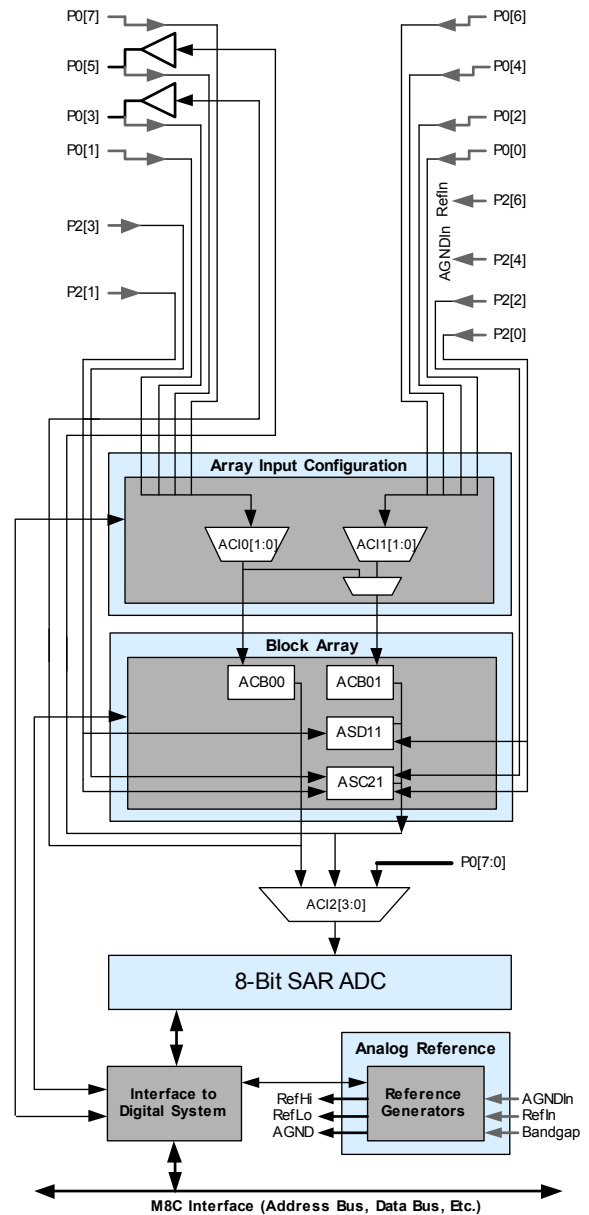 P0[7]
P0[6]
P0[5]
P0[4]
P0[3]
P0[2]
P0[1]
P0[0]
AGNDIn RefIn
P2[6]
P2[3]
P2[4]
P2[1]
P2[2]
P2[0]
Array Input Configuration
ACI0[1:0]
ACI1[1:0]
Block Array
ACB00
ACB01
ASD11
ASC21
P0[7:0]
ACI2[3:0]
8-Bit SAR ADC
Analog Reference
Interface to
Digital System
RefHi
RefLo
AGND
Reference
Generators
AGNDIn
RefIn
Bandgap
M8C Interface (Address Bus, Data Bus, Etc.)